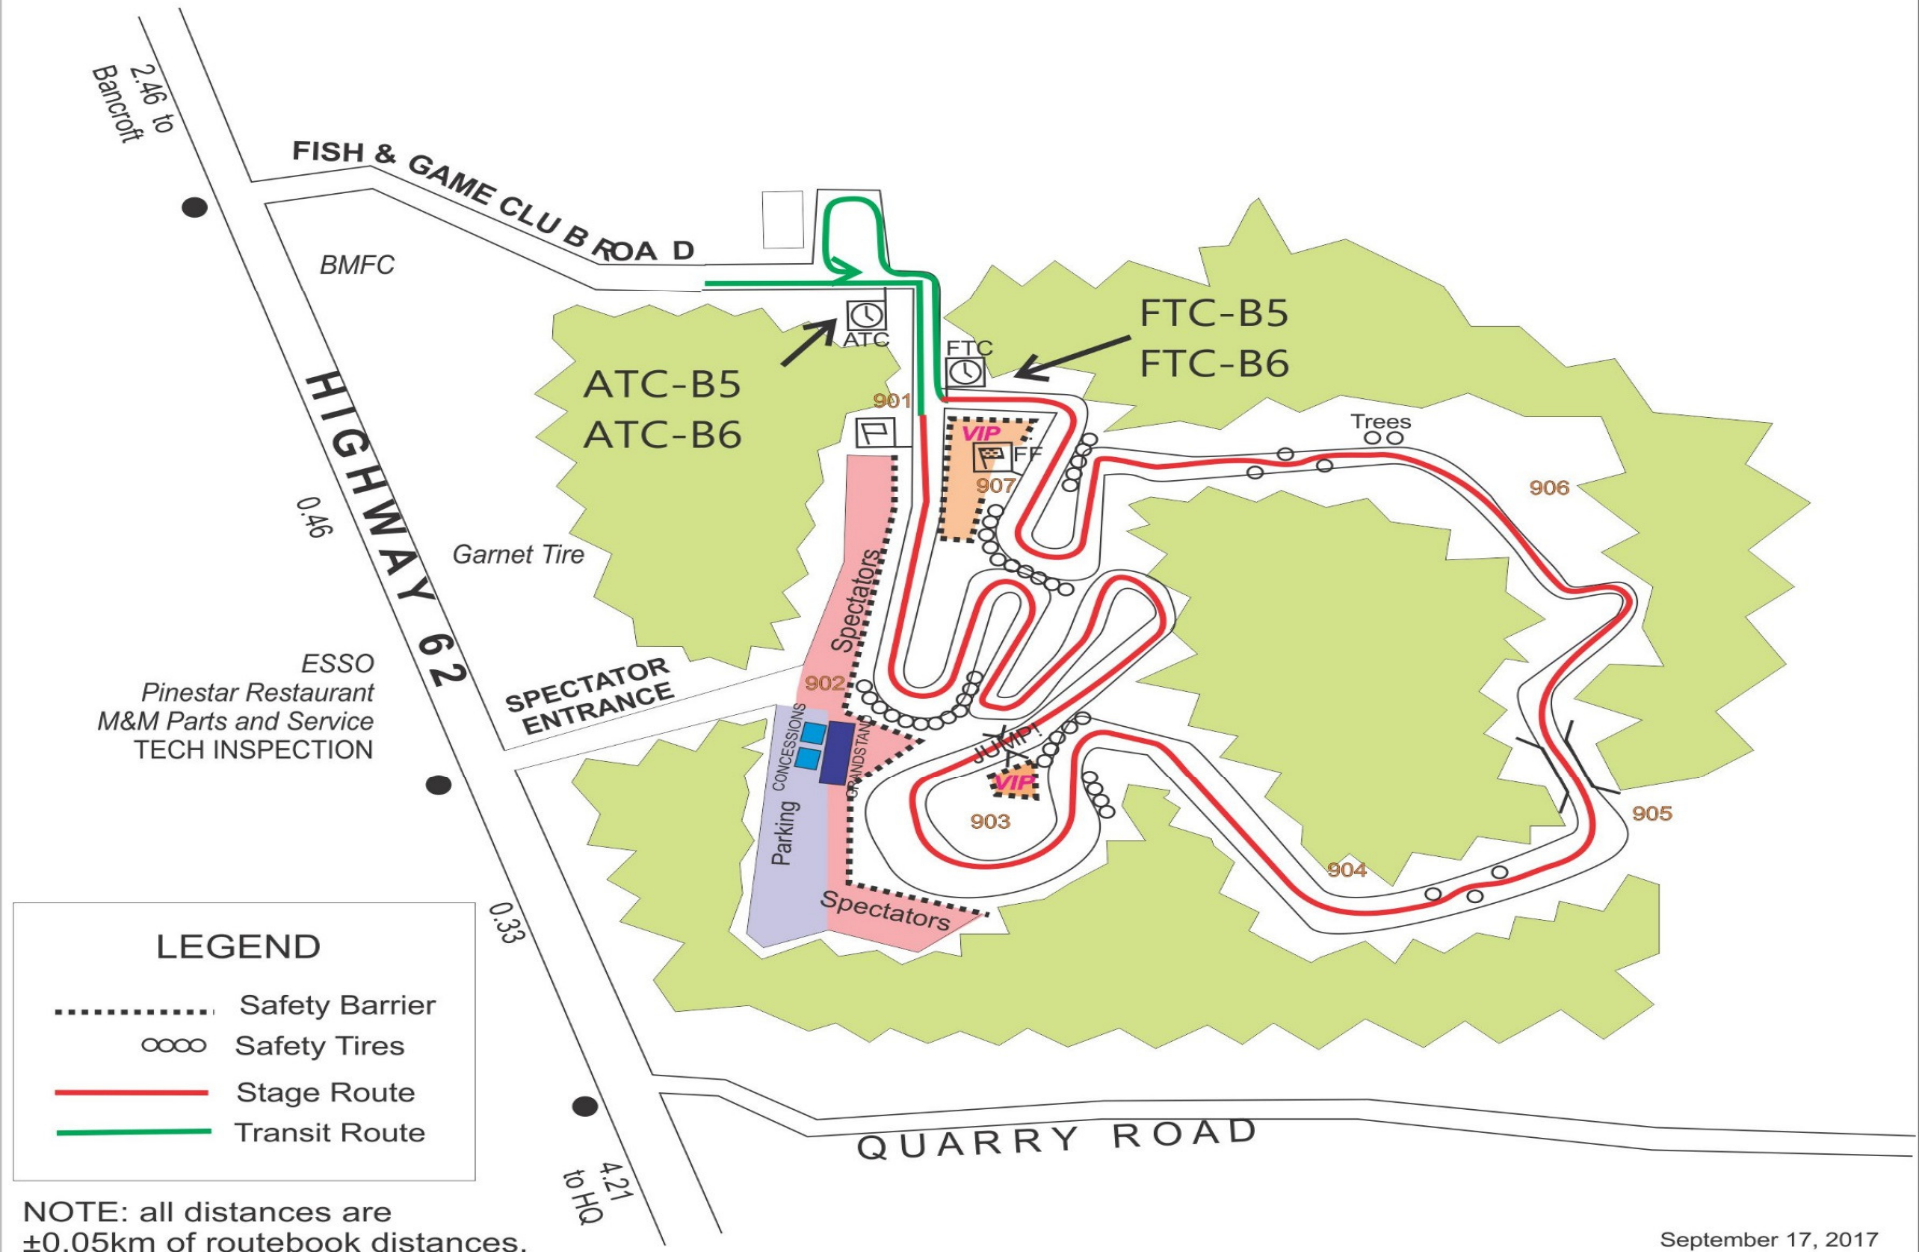 2.46 to
Bancroft
FISH & GAME CLUB ROAD
BMFC
ATC
FTC
FTC-B5
FTC-B6
ATC-B5
ATC-B6
901
VIP
FF
907
Trees
906
HIGHWAY 62
0.46
Garnet Tire
Spectators
ESSO
Pinestar Restaurant
M&M Parts and Service
TECH INSPECTION
SPECTATOR
ENTRANCE
902
CONCESSIONS
GRANDSTAND
JUMP!
VIP
903
Parking
905
904
Spectators
0.33
LEGEND
Safety Barrier
Safety Tires
Stage Route
Transit Route
QUARRY ROAD
4.21
to HQ
NOTE: all distances are
±0.05km of routebook distances.
September 17, 2017